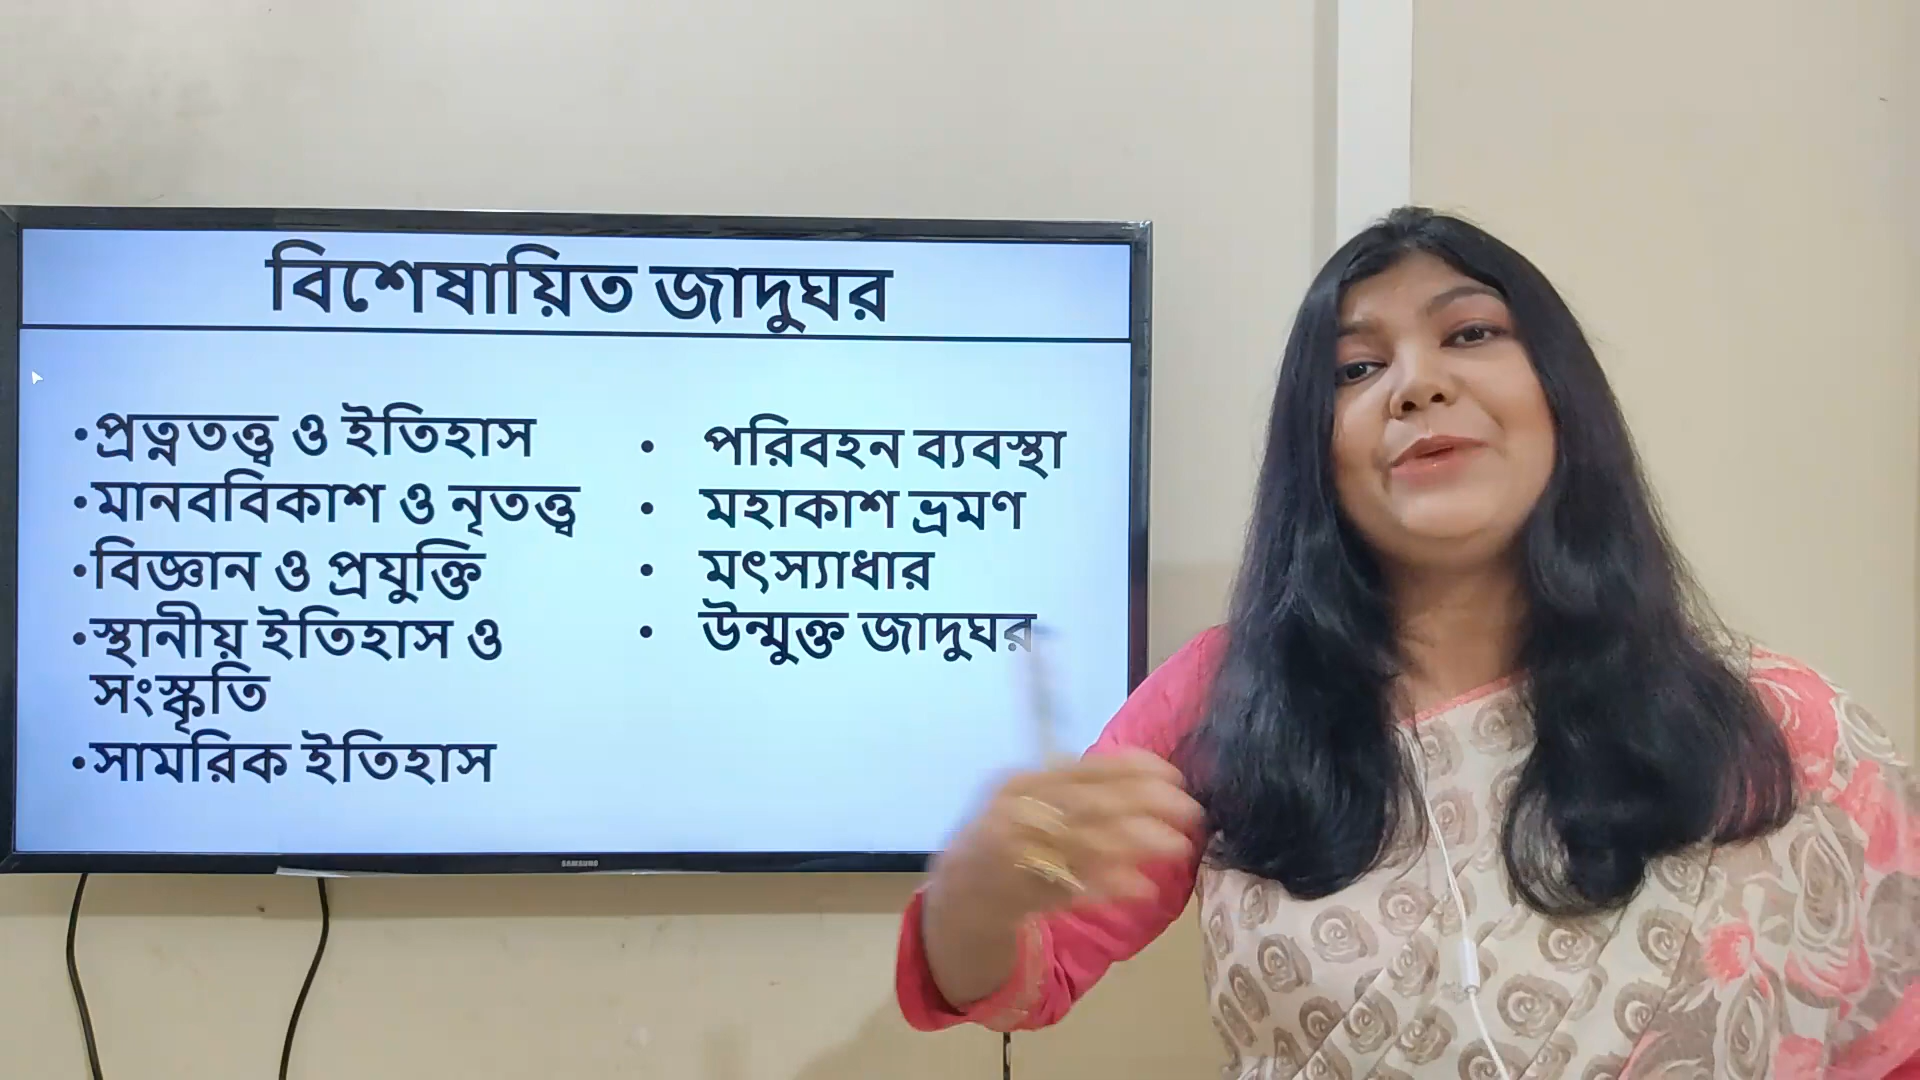 বিশেষায়িত জাদুঘর
•প্রত্নতত্ত্ব ও ইতিহাস
•মানববিকাশ ও নৃতত্ত্ব
•বিজ্ঞান ও প্রযুক্তি
•স্থানীয় ইতিহাস ও
সংস্কৃতি
•সামরিক ইতিহাস
• পরিবহন ব্যবস্থা
• মহাকাশ ভ্রমণ
• মৎস্যাধার
• উন্মুক্ত জাদুঘর
SAMSUNG